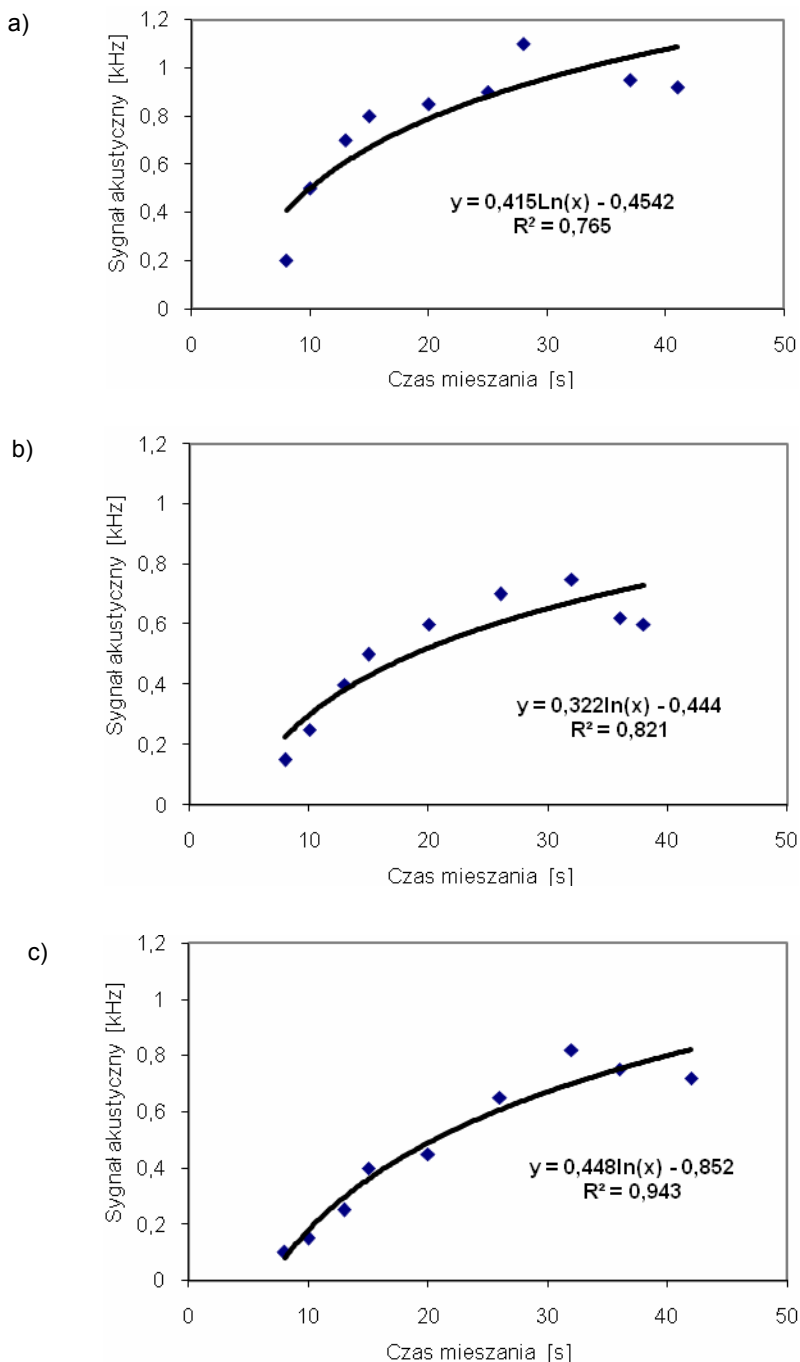 a)
Sygnał akustyczny [kHz]
1,2
1
0,8
0,6
0,4
0,2
0
y = 0,415Ln(x) - 0,4542
R² = 0,765
0 10 20 30 40 50
Czas mieszania [s]
b)
Sygnał akustyczny [kHz]
1,2
1
0,8
0,6
0,4
0,2
0
y = 0,322ln(x) - 0,444
R² = 0,821
0 10 20 30 40 50
Czas mieszania [s]
c)
Sygnał akustyczny [kHz]
1,2
1
0,8
0,6
0,4
0,2
0
y = 0,448ln(x) - 0,852
R² = 0,943
0 10 20 30 40 50
Czas mieszania [s]